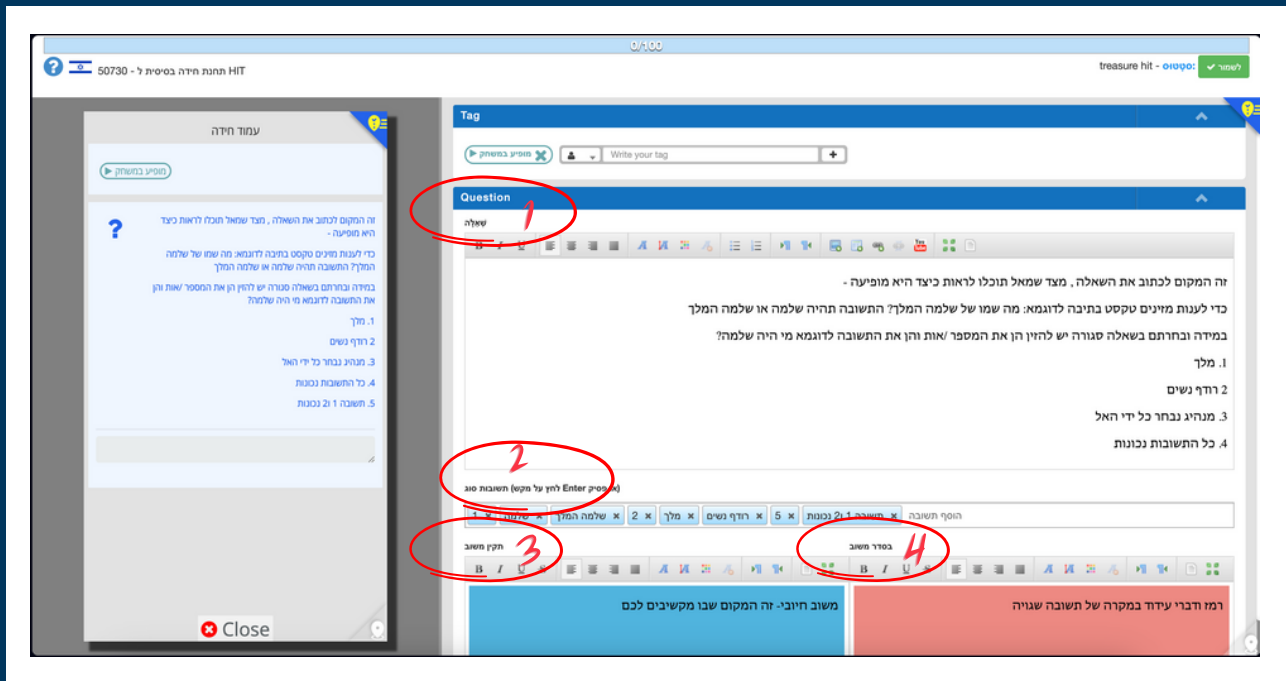 0/100
50730 - תחנת חידה בסיסית ל HIT
treasure hit - סטטוס:
לשמור
עמוד חידה
מופיע במשחק
זה המקום לכתוב את השאלה , מצד שמאל תוכלו לראות כיצד
היא מופיעה -
כדי לענות מזינים טקסט בתיבה לדוגמא: מה שמו של שלמה
המלך? התשובה תהיה שלמה או שלמה המלך
במידה ובחרתם בשאלה סגורה יש להזין הן את המספר /אות והן
את התשובה לדוגמא מי היה שלמה?
1. מלך
2 רודף נשים
3. מנהיג נבחר כל ידי האל
4. כל התשובות נכונות
5. תשובה 1 ו2 נכונות
Close
Tag
מופיע במשחק
Write your tag
Question
1
שאלה
B I U
You Tube
זה המקום לכתוב את השאלה , מצד שמאל תוכלו לראות כיצד היא מופיעה -
כדי לענות מזינים טקסט בתיבה לדוגמא: מה שמו של שלמה המלך? התשובה תהיה שלמה או שלמה המלך
במידה ובחרתם בשאלה סגורה יש להזין הן את המספר /אות והן את התשובה לדוגמא מי היה שלמה?
1. מלך
2 רודף נשים
3. מנהיג נבחר כל ידי האל
4. כל התשובות נכונות
2
(או פסיק Enter לחץ על מקש) תשובות סוג
1 שלמה שלמה המלך 2 מלך רודף נשים 5 תשובה 1 ו2 נכונות הוסף תשובה
3
תקין משוב
4
בסדר משוב
B I U S
B I U S
משוב חיובי- זה המקום שבו מקשיבים לכם
רמז ודברי עידוד במקרה של תשובה שגויה